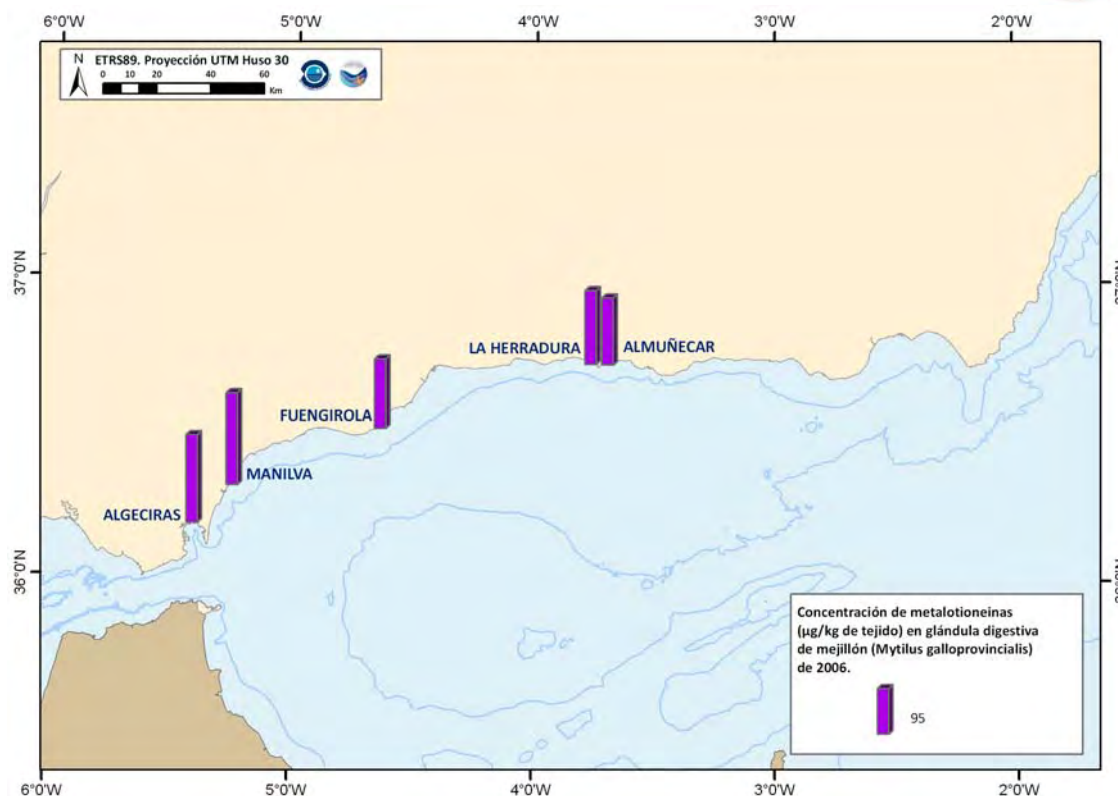 6°0'W 5°0'W 4°0'W 3°0'W 2°0'W
N
ETRS89. Proyección UTM Huso 30
0 10 20 40 60
Km
37°0'N
LA HERRADURA
ALMUÑECAR
FUENGIROLA
MANILVA
ALGECIRAS
36°0'N
Concentración de metalotioneinas
(µg/kg de tejido) en glándula digestiva
de mejillón (Mytilus galloprovincialis)
de 2006.
95
6°0'W 5°0'W 4°0'W 3°0'W 2°0'W